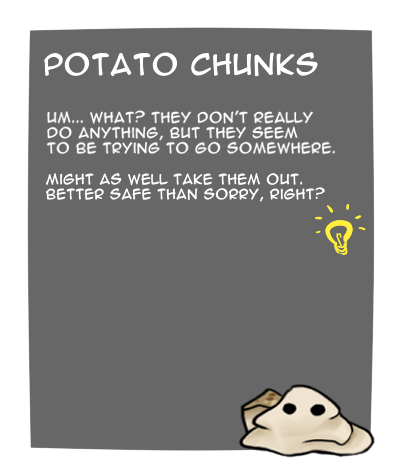 POTATO CHUNKS
UM... WHAT? THEY DON'T REALLY
DO ANYTHING, BUT THEY SEEM
TO BE TRYING TO GO SOMEWHERE.
MIGHT AS WELL TAKE THEM OUT.
BETTER SAFE THAN SORRY, RIGHT?